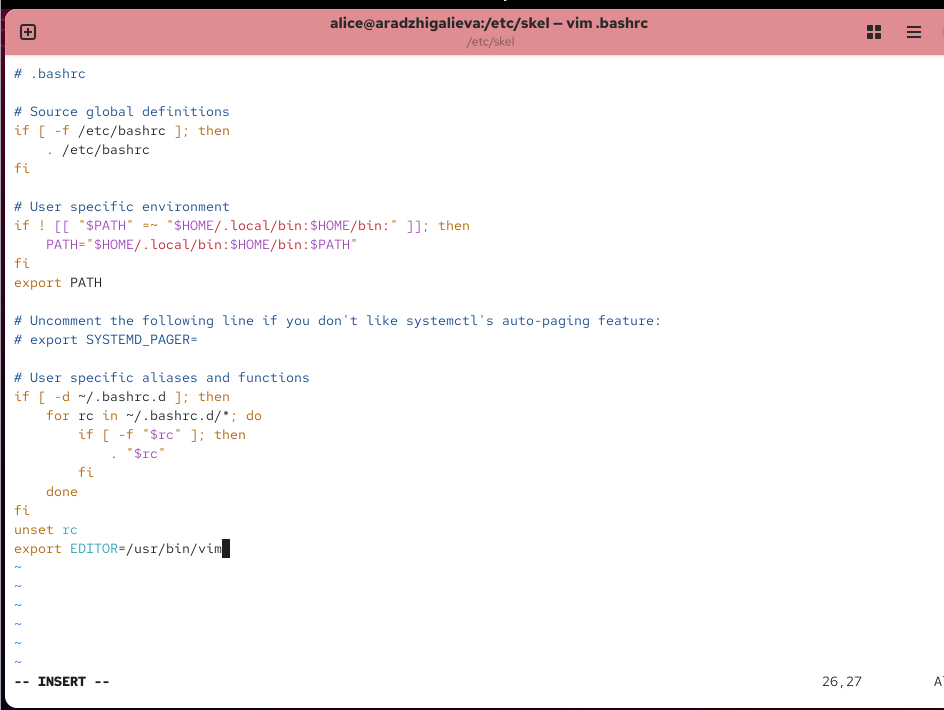 alice@aradzhigalieva:/etc/skel — vim .bashrc
/etc/skel
# .bashrc
# Source global definitions
if [ -f /etc/bashrc ]; then
    . /etc/bashrc
fi
# User specific environment
if ! [[ "$PATH" =~ "$HOME/.local/bin:$HOME/bin:" ]]; then
    PATH="$HOME/.local/bin:$HOME/bin:$PATH"
fi
export PATH
# Uncomment the following line if you don't like systemctl's auto-paging feature:
# export SYSTEMD_PAGER=
# User specific aliases and functions
if [ -d ~/.bashrc.d ]; then
    for rc in ~/.bashrc.d/*; do
        if [ -f "$rc" ]; then
            . "$rc"
        fi
    done
fi
unset rc
export EDITOR=/usr/bin/vim
~
~
~
~
~
~
-- INSERT -- 26,27